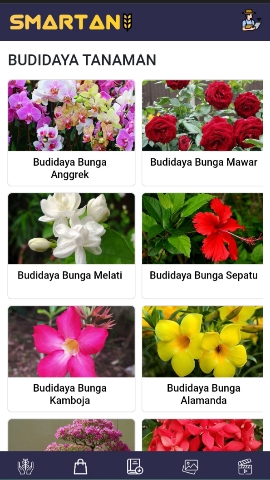 SMARTANI
BUDIDAYA TANAMAN
Budidaya Bunga
Anggrek
Budidaya Bunga Mawar
Budidaya Bunga Melati
Budidaya Bunga Sepatu
Budidaya Bunga
Kamboja
Budidaya Bunga
Alamanda